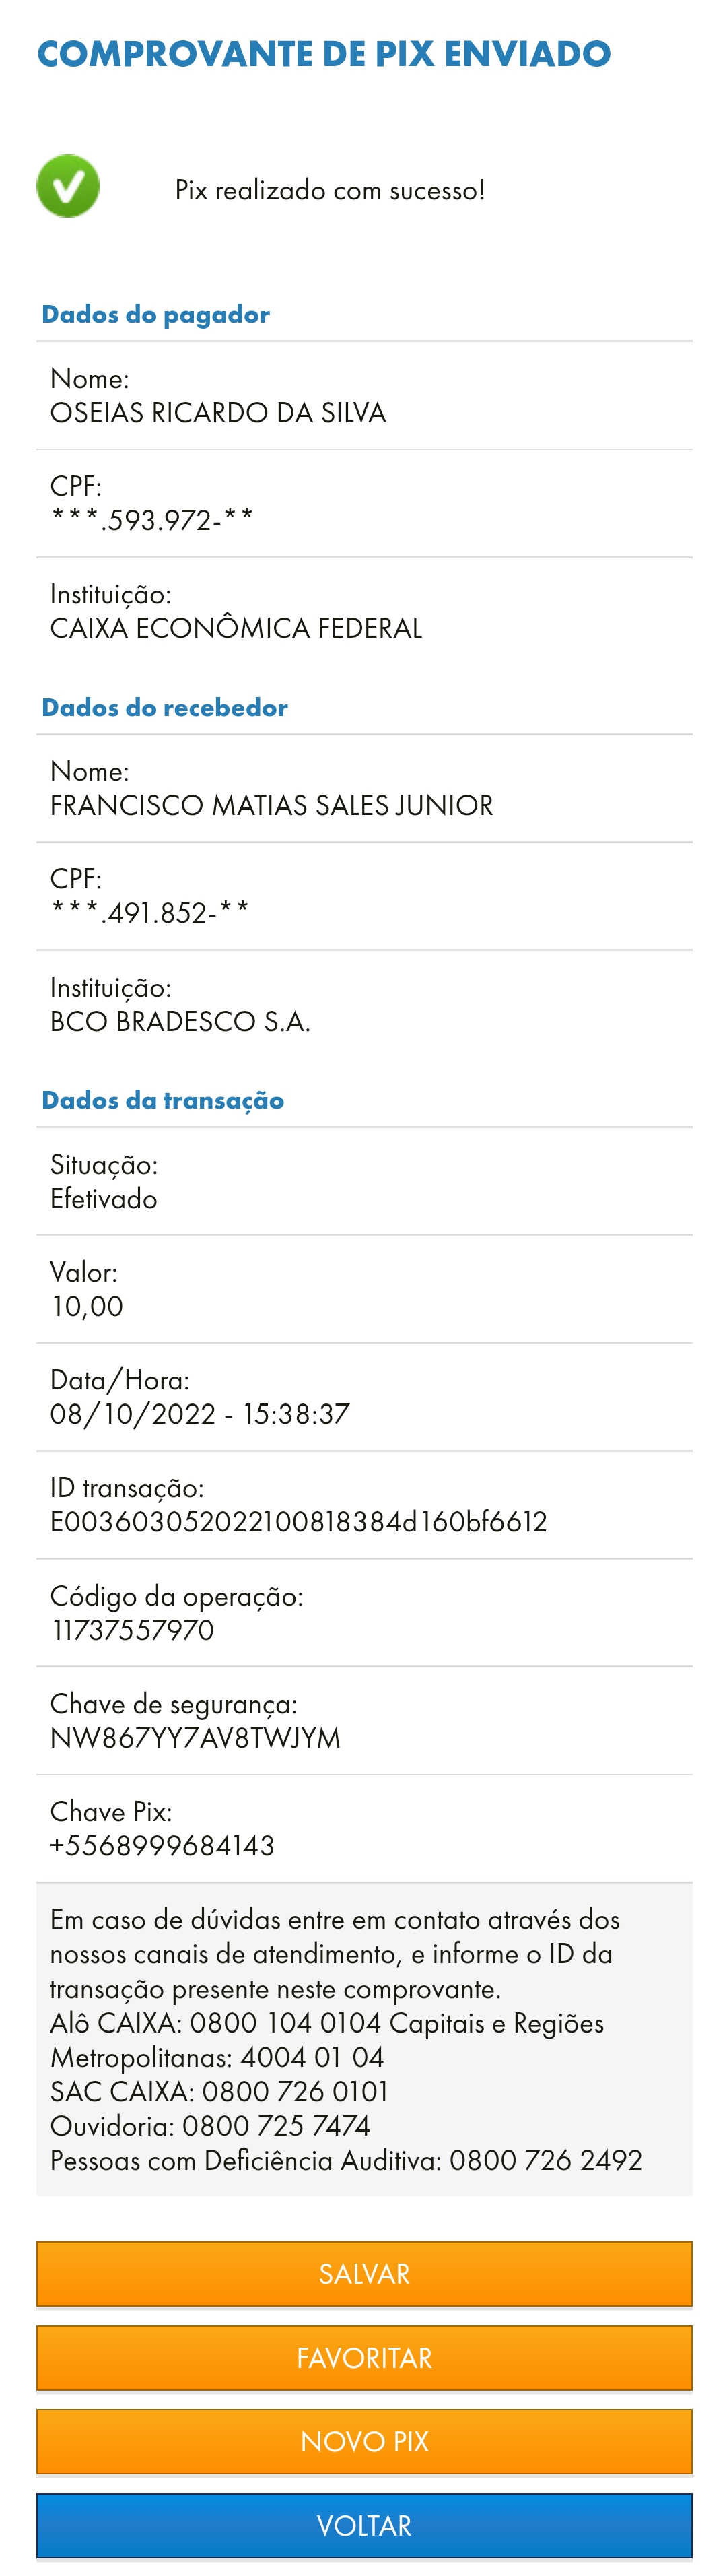 COMPROVANTE DE PIX ENVIADO
Pix realizado com sucesso!
Dados do pagador
Nome:
OSEIAS RICARDO DA SILVA
CPF:
***.593.972-**
Instituição:
CAIXA ECONÔMICA FEDERAL
Dados do recebedor
Nome:
FRANCISCO MATIAS SALES JUNIOR
CPF:
***.491.852-**
Instituição:
BCO BRADESCO S.A.
Dados da transação
Situação:
Efetivado
Valor:
10,00
Data/Hora:
08/10/2022 - 15:38:37
ID transação:
E003603052022100818384d160bf6612
Código da operação:
11737557970
Chave de segurança:
NW867YY7AV8TWJYM
Chave Pix:
+5568999684143
Em caso de dúvidas entre em contato através dos
nossos canais de atendimento, e informe o ID da
transação presente neste comprovante.
Alô CAIXA: 0800 104 0104 Capitais e Regiões
Metropolitanas: 4004 01 04
SAC CAIXA: 0800 726 0101
Ouvidoria: 0800 725 7474
Pessoas com Deficiência Auditiva: 0800 726 2492
SALVAR
FAVORITAR
NOVO PIX
VOLTAR